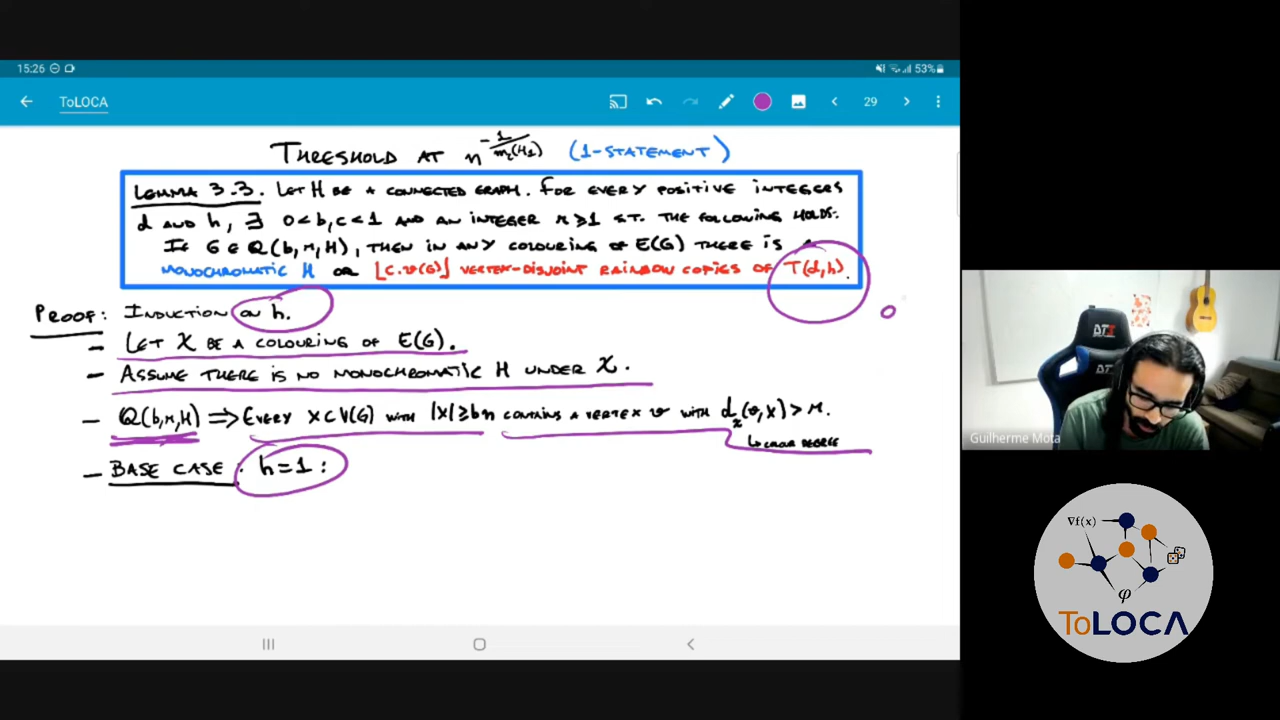 15:26
53%
ToLOCA
29
THRESHOLD AT n^{-1/m_2(H_1)} (1-STATEMENT)
LEMMA 3.3. LET H BE A CONNECTED GRAPH. FOR EVERY POSITIVE INTEGERS
d AND h, ∃ 0<b,c<1 AND AN INTEGER r≥1 S.T. THE FOLLOWING HOLDS:
IF G ∈ Q(b,r,H), THEN IN ANY COLOURING OF E(G) THERE IS A
MONOCHROMATIC H OR ⌊c.v(G)⌋ VERTEX-DISJOINT RAINBOW COPIES OF T(d,h).
PROOF: INDUCTION ON h.
- LET χ BE A COLOURING OF E(G).
- ASSUME THERE IS NO MONOCHROMATIC H UNDER χ.
- Q(b,r,H) ⟹ EVERY X⊂V(G) WITH |X|≥bn CONTAINS A VERTEX v WITH d_χ(v,X)>r.
↳ COLOUR DEGREE
- BASE CASE: h=1:
DTS
Guilherme Mota
∇f(x)
φ
ToLOCA